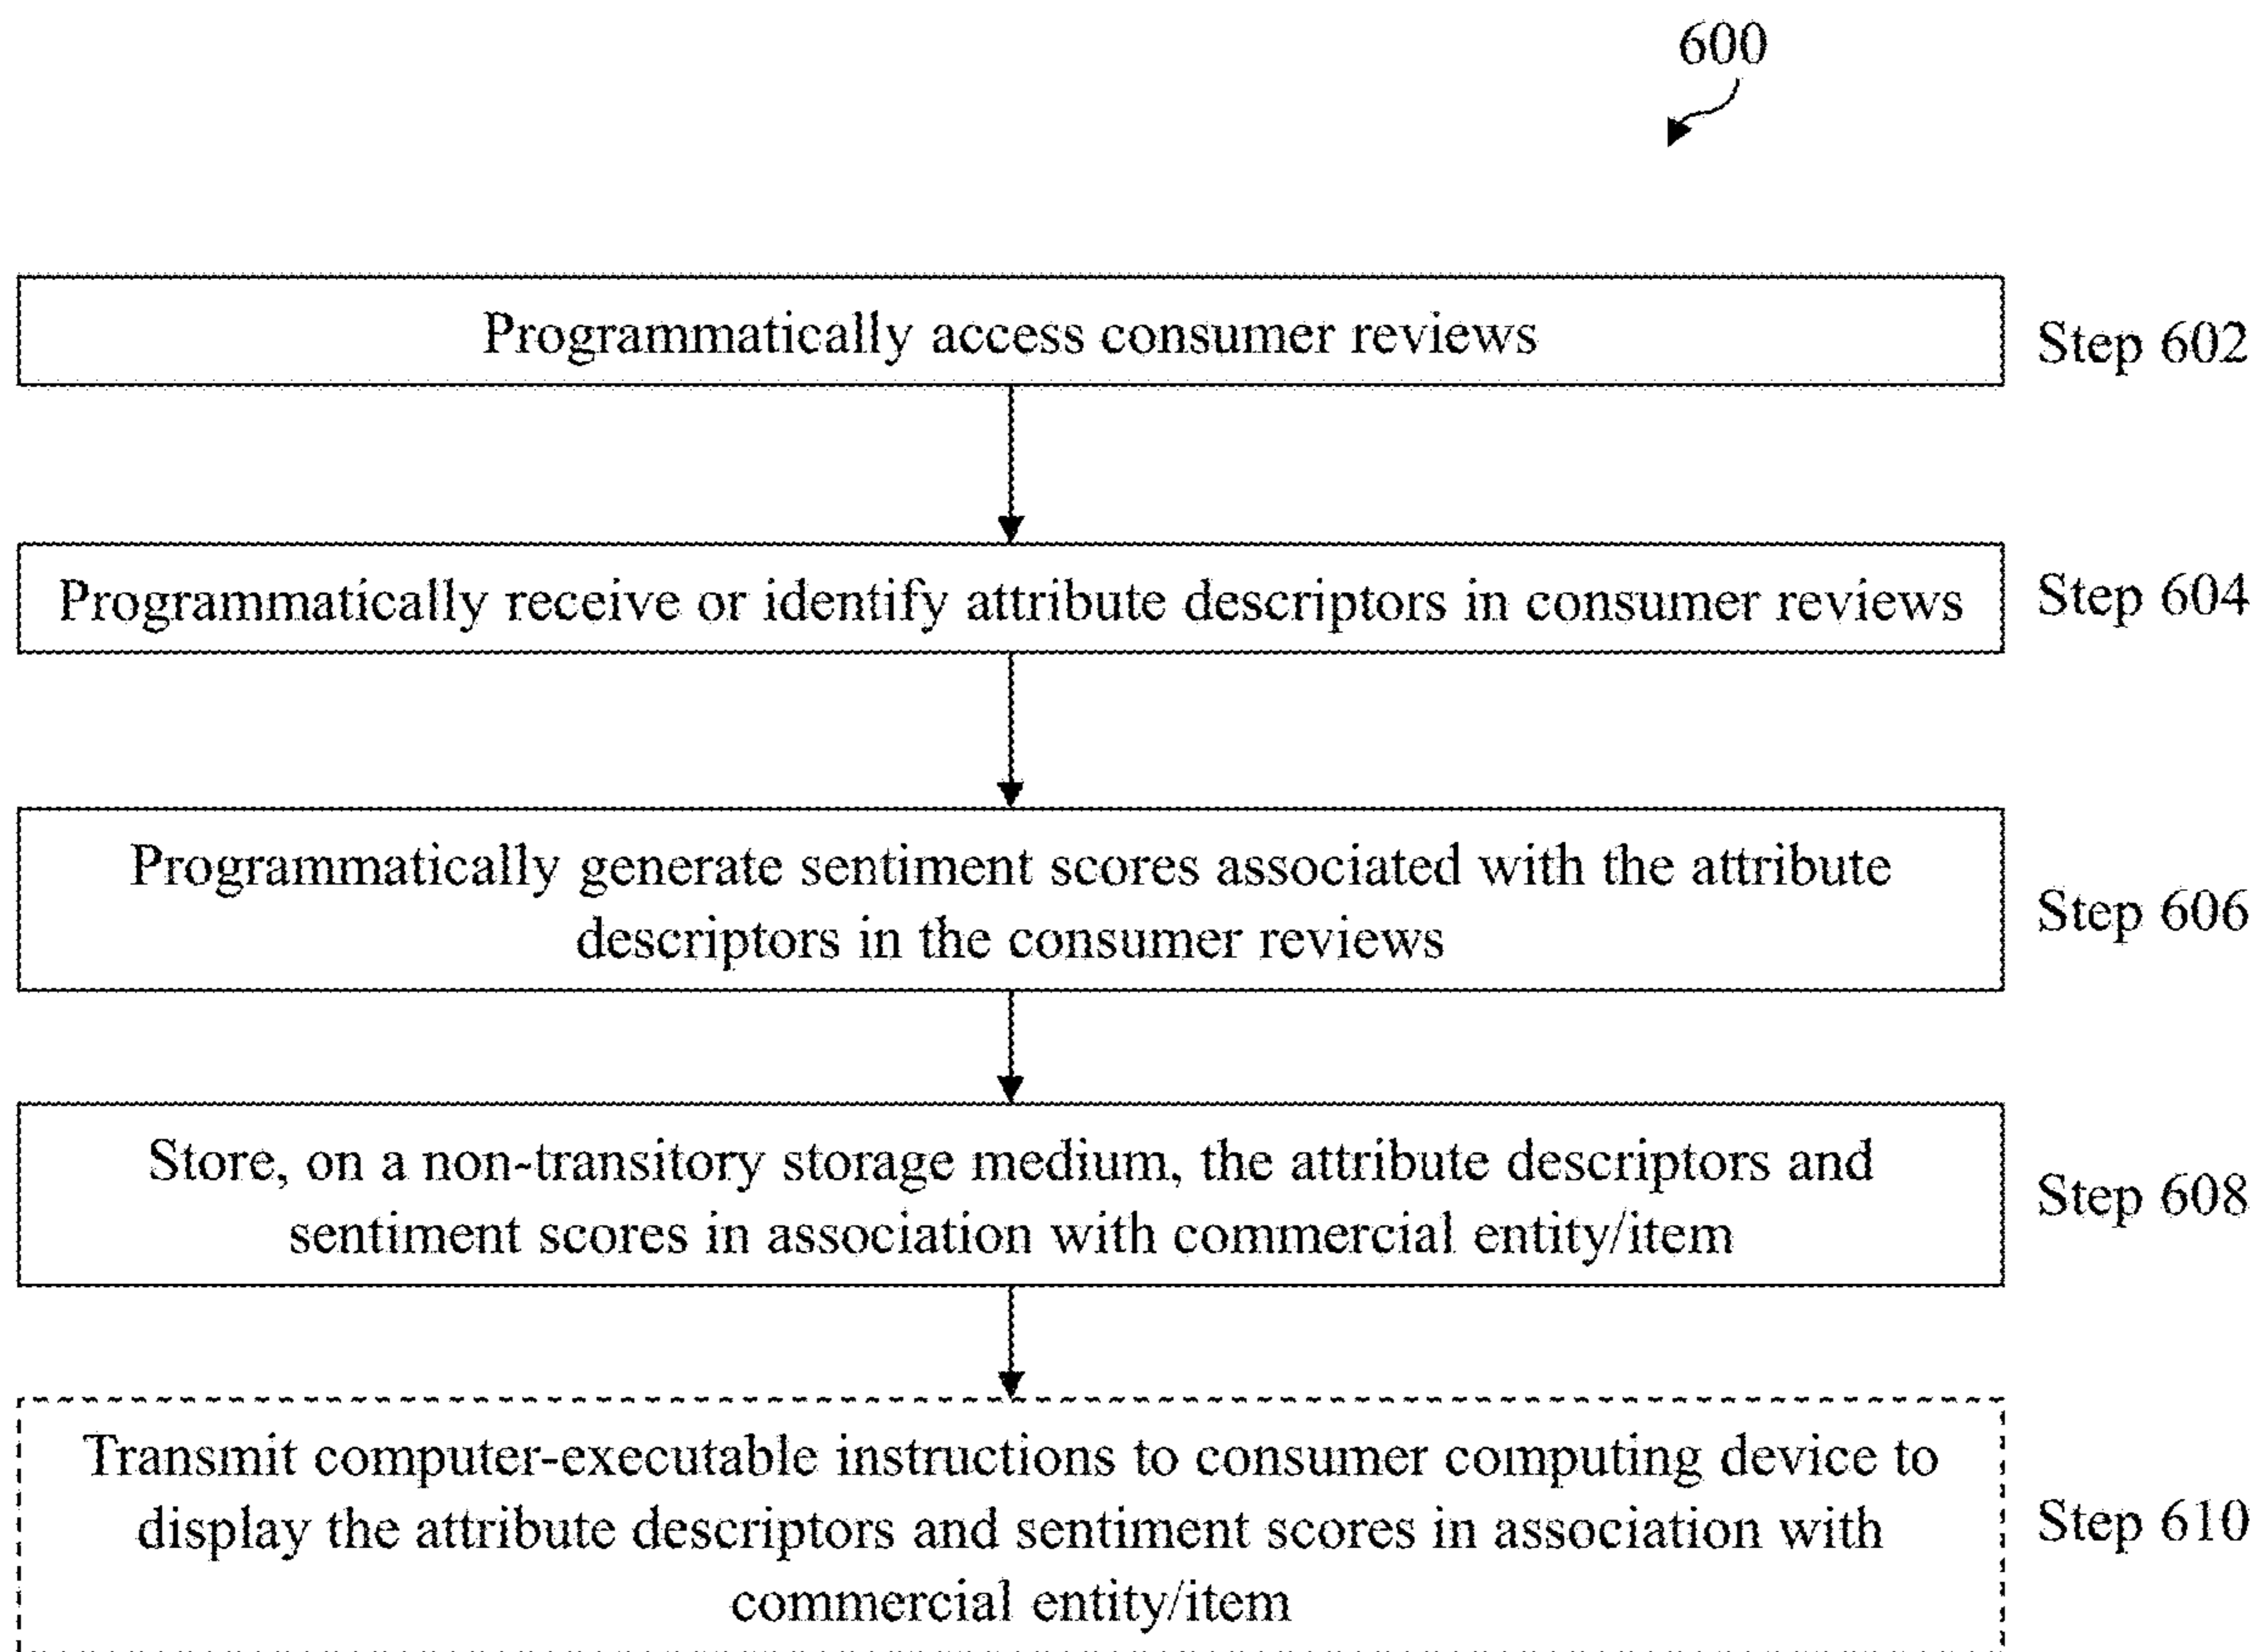 600
Programmatically access consumer reviews
Step 602
Programmatically receive or identify attribute descriptors in consumer reviews
Step 604
Programmatically generate sentiment scores associated with the attribute
descriptors in the consumer reviews
Step 606
Store, on a non-transitory storage medium, the attribute descriptors and
sentiment scores in association with commercial entity/item
Step 608
Transmit computer-executable instructions to consumer computing device to
display the attribute descriptors and sentiment scores in association with
commercial entity/item
Step 610